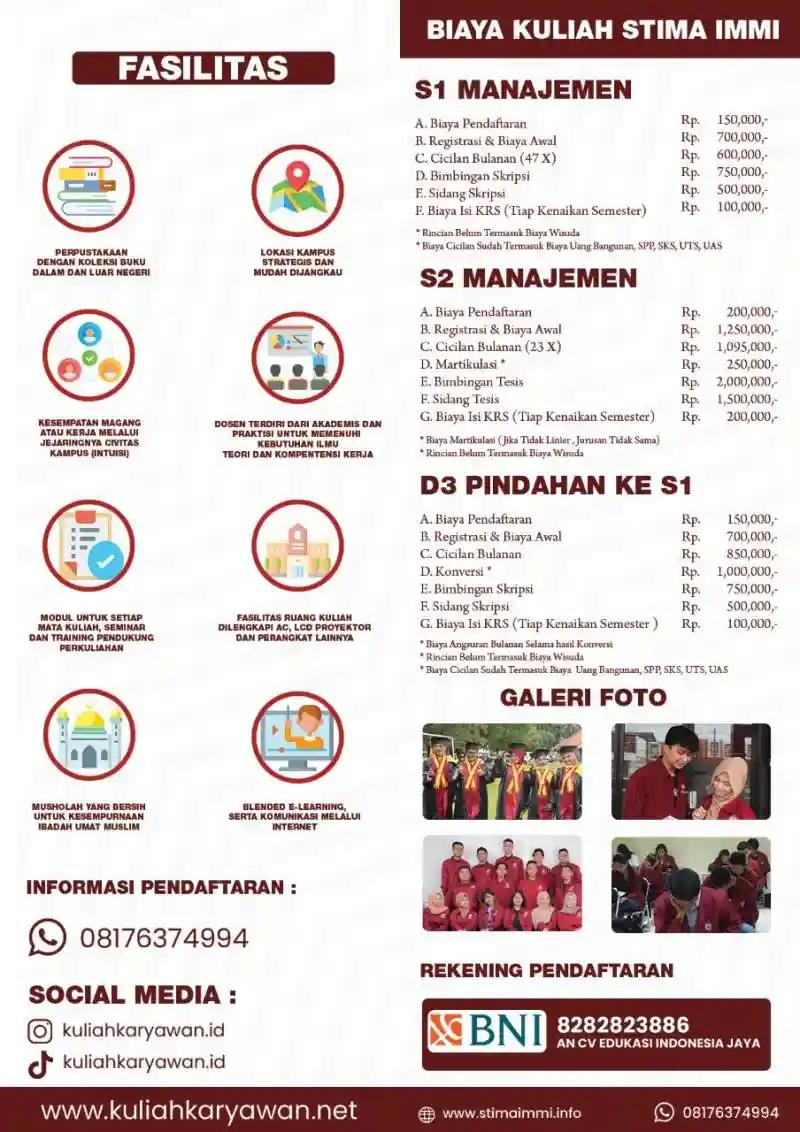 FASILITAS
PERPUSTAKAAN
DENGAN KOLEKSI BUKU
DALAM DAN LUAR NEGERI
LOKASI KAMPUS
STRATEGIS DAN
MUDAH DIJANGKAU
KESEMPATAN MAGANG
ATAU KERJA MELALUI
JEJARINGNYA CIVITAS
KAMPUS (INTUISI)
DOSEN TERDIRI DARI AKADEMIS DAN
PRAKTISI UNTUK MEMENUHI
KEBUTUHAN ILMU
TEORI DAN KOMPENTENSI KERJA
MODUL UNTUK SETIAP
MATA KULIAH, SEMINAR
DAN TRAINING PENDUKUNG
PERKULIAHAN
FASILITAS RUANG KULIAH
DILENGKAPI AC, LCD PROYEKTOR
DAN PERANGKAT LAINNYA
MUSHOLAH YANG BERSIH
UNTUK KESEMPURNAAN
IBADAH UMAT MUSLIM
BLENDED E-LEARNING,
SERTA KOMUNIKASI MELALUI
INTERNET
INFORMASI PENDAFTARAN :
08176374994
SOCIAL MEDIA :
kuliahkaryawan.id
kuliahkaryawan.id
BIAYA KULIAH STIMA IMMI
S1 MANAJEMEN
A. Biaya Pendaftaran Rp. 150,000,-
B. Registrasi & Biaya Awal Rp. 700,000,-
C. Cicilan Bulanan (47 X) Rp. 600,000,-
D. Bimbingan Skripsi Rp. 750,000,-
E. Sidang Skripsi Rp. 500,000,-
F. Biaya Isi KRS (Tiap Kenaikan Semester) Rp. 100,000,-
* Rincian Belum Termasuk Biaya Wisuda
* Biaya Cicilan Sudah Termasuk Biaya Uang Bangunan, SPP, SKS, UTS, UAS
S2 MANAJEMEN
A. Biaya Pendaftaran Rp. 200,000,-
B. Registrasi & Biaya Awal Rp. 1,250,000,-
C. Cicilan Bulanan (23 X) Rp. 1,095,000,-
D. Martikulasi * Rp. 250,000,-
E. Bimbingan Tesis Rp. 2,000,000,-
F. Sidang Tesis Rp. 1,500,000,-
G. Biaya Isi KRS (Tiap Kenaikan Semester) Rp. 200,000,-
* Biaya Martikulasi ( Jika Tidak Linier , Jurusan Tidak Sama)
* Rincian Belum Termasuk Biaya Wisuda
D3 PINDAHAN KE S1
A. Biaya Pendaftaran Rp. 150,000,-
B. Registrasi & Biaya Awal Rp. 700,000,-
C. Cicilan Bulanan Rp. 850,000,-
D. Konversi * Rp. 1,000,000,-
E. Bimbingan Skripsi Rp. 750,000,-
F. Sidang Skripsi Rp. 500,000,-
G. Biaya Isi KRS (Tiap Kenaikan Semester ) Rp. 100,000,-
* Biaya Angsuran Bulanan Selama hasil Konversi
* Rincian Belum Termasuk Biaya Wisuda
* Biaya Cicilan Sudah Termasuk Biaya Uang Bangunan, SPP, SKS, UTS, UAS
GALERI FOTO
REKENING PENDAFTARAN
BNI
8282823886
AN CV EDUKASI INDONESIA JAYA
www.kuliahkaryawan.net
www.stimaimmi.info
08176374994